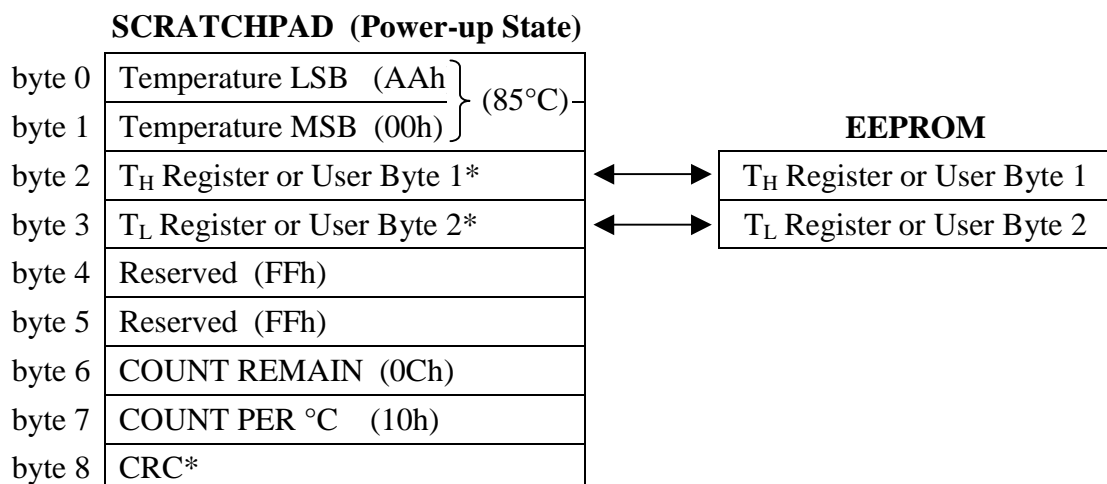 SCRATCHPAD (Power-up State)
byte 0 Temperature LSB (AAh
(85°C)
byte 1 Temperature MSB (00h)
EEPROM
byte 2 TH Register or User Byte 1* TH Register or User Byte 1
byte 3 TL Register or User Byte 2* TL Register or User Byte 2
byte 4 Reserved (FFh)
byte 5 Reserved (FFh)
byte 6 COUNT REMAIN (0Ch)
byte 7 COUNT PER °C (10h)
byte 8 CRC*